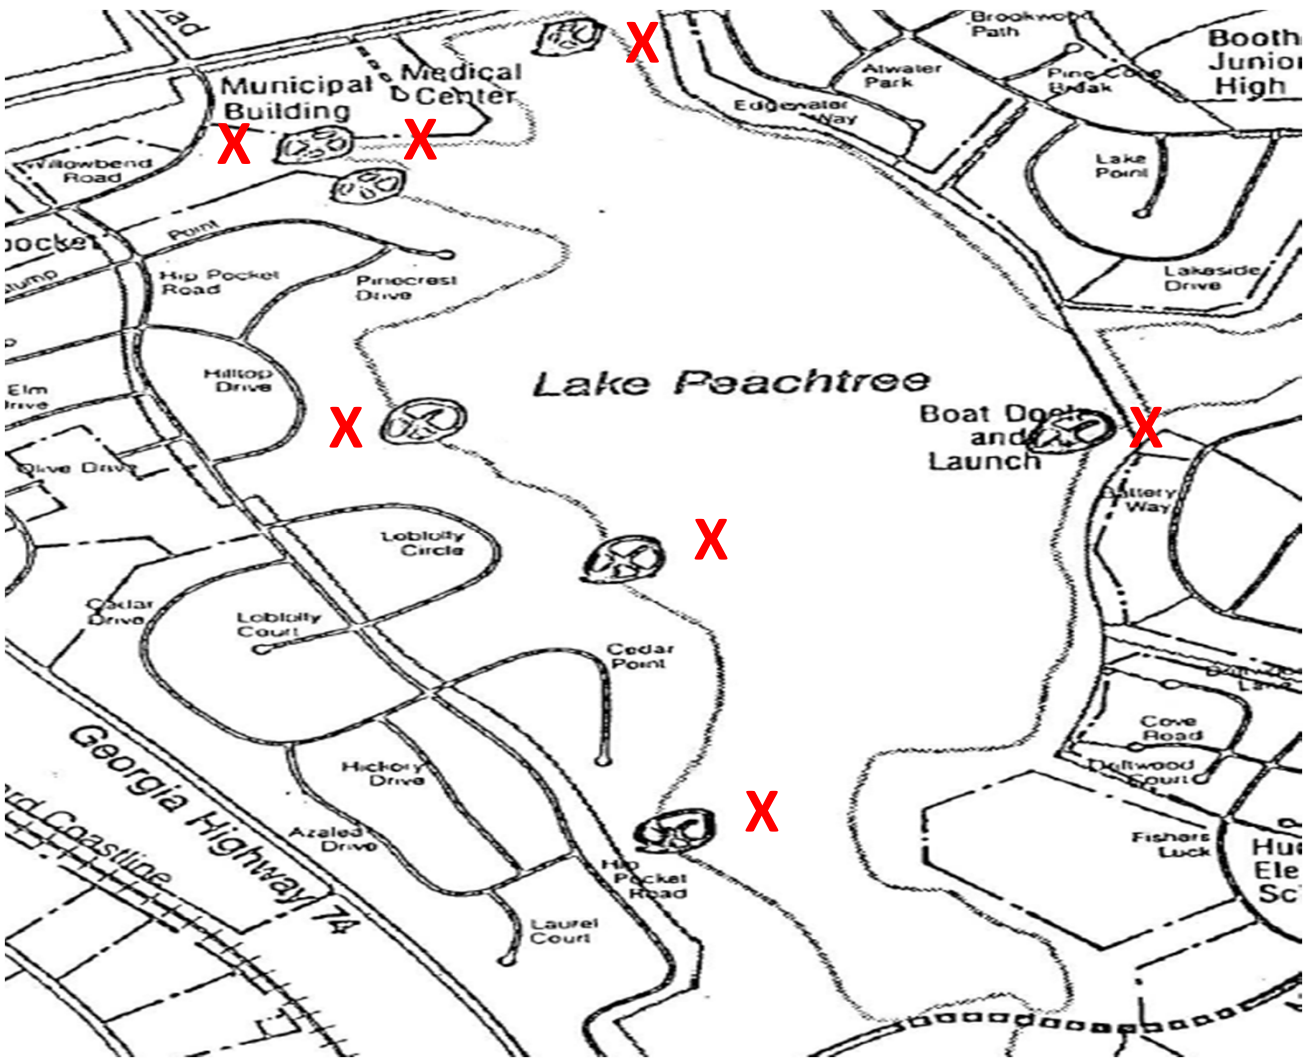 Booth
Junior
High
Brookwood
Path
Medical
Center
Municipal
Building
X
Atwater
Park
Edgewater
Way
X
X
Willowbend
Road
Lake
Point
Point
Hip Pocket
Road
Pinecrest
Drive
Lakeside
Drive
Hilltop
Drive
Lake Peachtree
Elm
Boat Dock
and
Launch
X
X
Olive Drive
Battery
Way
Loblolly
Circle
X
Cedar
Drive
Loblolly
Court
Cedar
Point
Cove
Road
Driftwood
Court
Georgia Highway 74
Hickory
Drive
X
Azalea
Drive
Coastline
Fishers
Luck
Hip
Pocket
Road
Laurel
Court